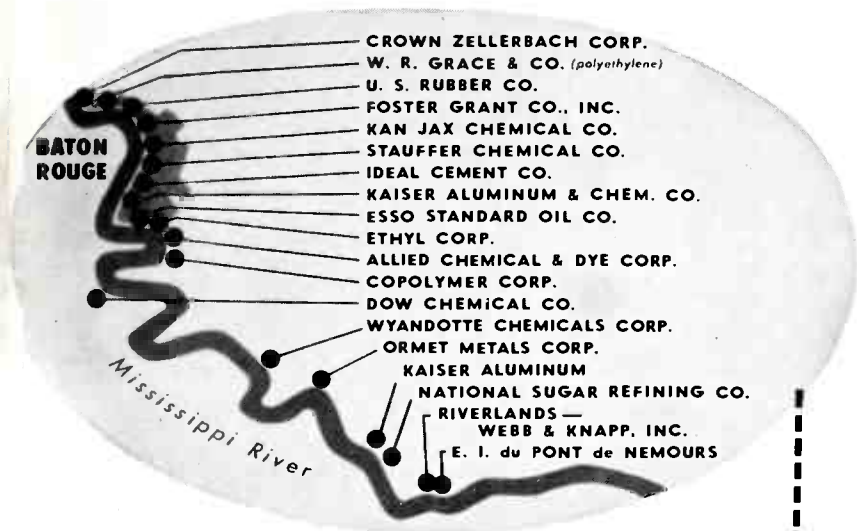 CROWN ZELLERBACH CORP.
W. R. GRACE & CO. (polyethylene)
U. S. RUBBER CO.
FOSTER GRANT CO., INC.
KAN JAX CHEMICAL CO.
STAUFFER CHEMICAL CO.
IDEAL CEMENT CO.
KAISER ALUMINUM & CHEM. CO.
ESSO STANDARD OIL CO.
ETHYL CORP.
ALLIED CHEMICAL & DYE CORP.
COPOLYMER CORP.
DOW CHEMICAL CO.
WYANDOTTE CHEMICALS CORP.
ORMET METALS CORP.
KAISER ALUMINUM
NATIONAL SUGAR REFINING CO.
RIVERLANDS—
WEBB & KNAPP, INC.
E. I. du PONT de NEMOURS
BATON
ROUGE
Mississippi River